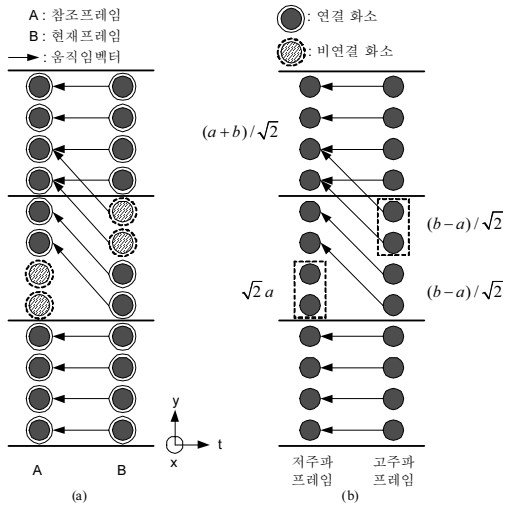 A : 참조프레임
B : 현재프레임
: 움직임벡터
: 연결 화소
: 비연결 화소
(a + b) / √2
(b − a) / √2
√2 a
(b − a) / √2
y
t
x
A
B
(a)
저주파
프레임
고주파
프레임
(b)